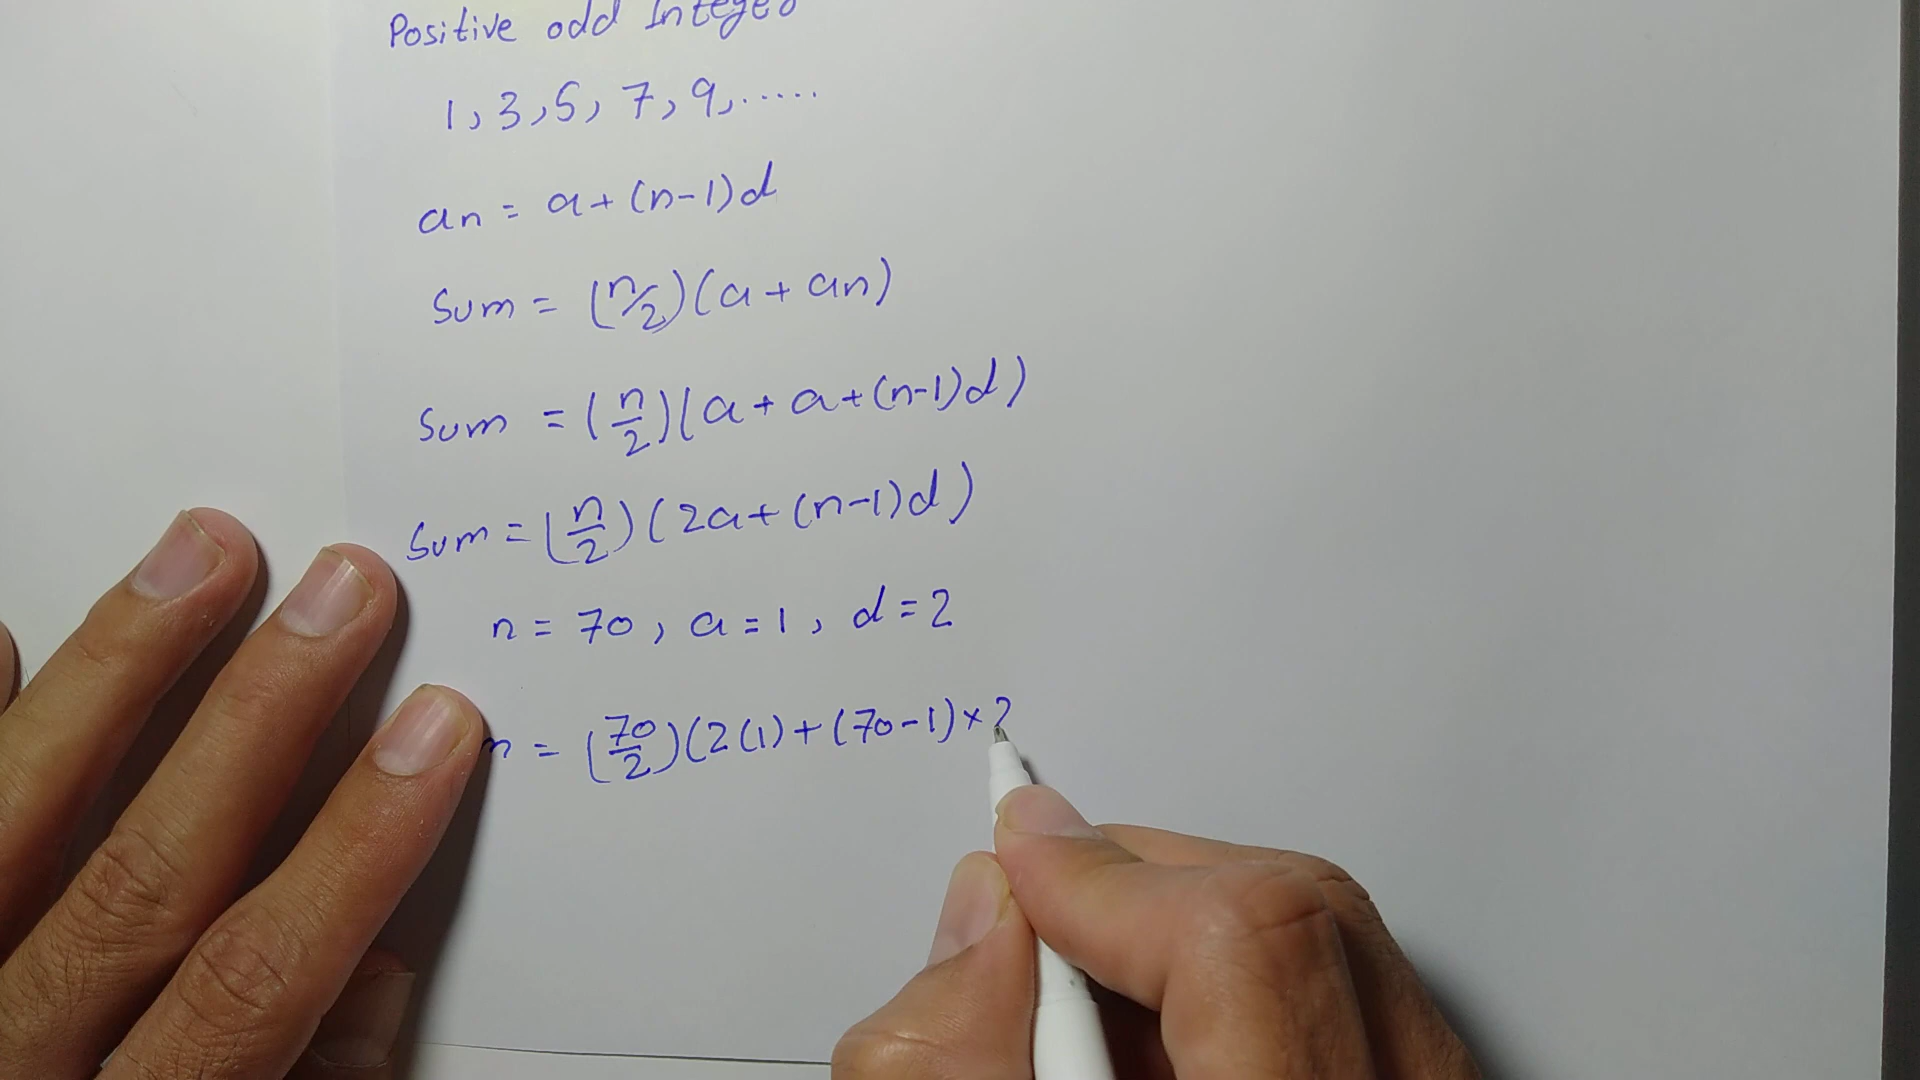 Positive odd Integer
1, 3, 5, 7, 9, .....
an = a + (n-1)d
Sum = (n/2)(a + an)
Sum = (n/2)(a + a + (n-1)d)
Sum = (n/2)(2a + (n-1)d)
n = 70, a = 1, d = 2
= (70/2)(2(1) + (70-1)×2